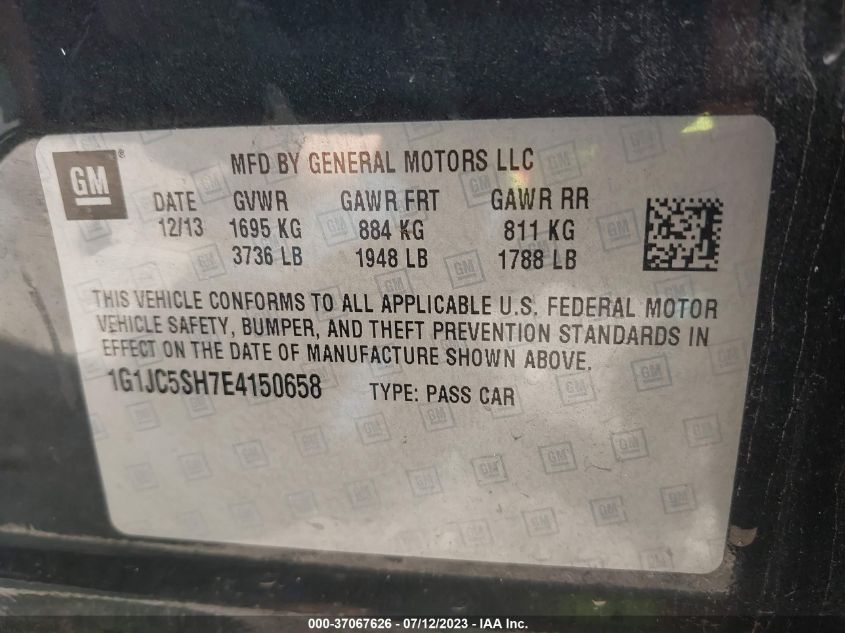 GM ®
MFD BY GENERAL MOTORS LLC
DATE GVWR GAWR FRT GAWR RR
12/13 1695 KG 884 KG 811 KG
3736 LB 1948 LB 1788 LB
THIS VEHICLE CONFORMS TO ALL APPLICABLE U.S. FEDERAL MOTOR
VEHICLE SAFETY, BUMPER, AND THEFT PREVENTION STANDARDS IN
EFFECT ON THE DATE OF MANUFACTURE SHOWN ABOVE.
1G1JC5SH7E4150658 TYPE: PASS CAR
000-37067626 - 07/12/2023 - IAA Inc.